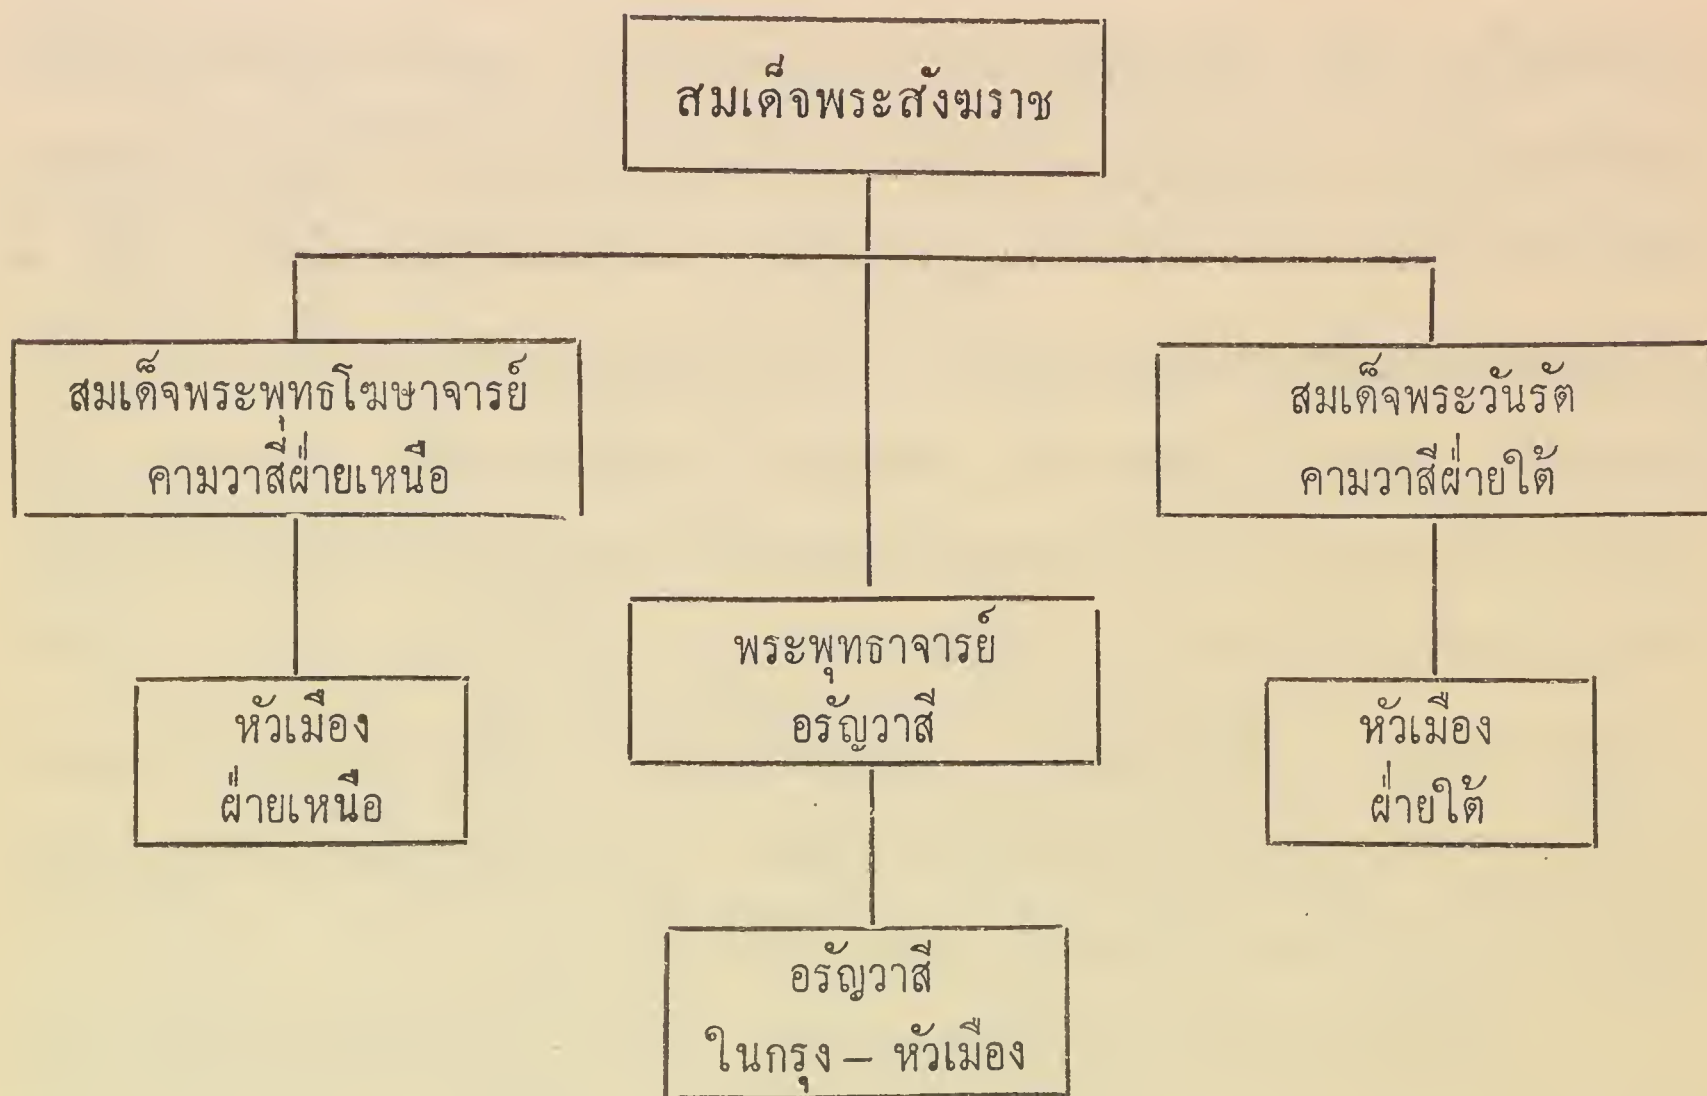 สมเด็จพระสังฆราช
สมเด็จพระพุทธโฆษาจารย์
คามวาสีฝ่ายเหนือ
สมเด็จพระวันรัต
คามวาสีฝ่ายใต้
พระพุทธาจารย์
อรัญวาสี
หัวเมือง
ฝ่ายเหนือ
หัวเมือง
ฝ่ายใต้
อรัญวาสี
ในกรุง – หัวเมือง